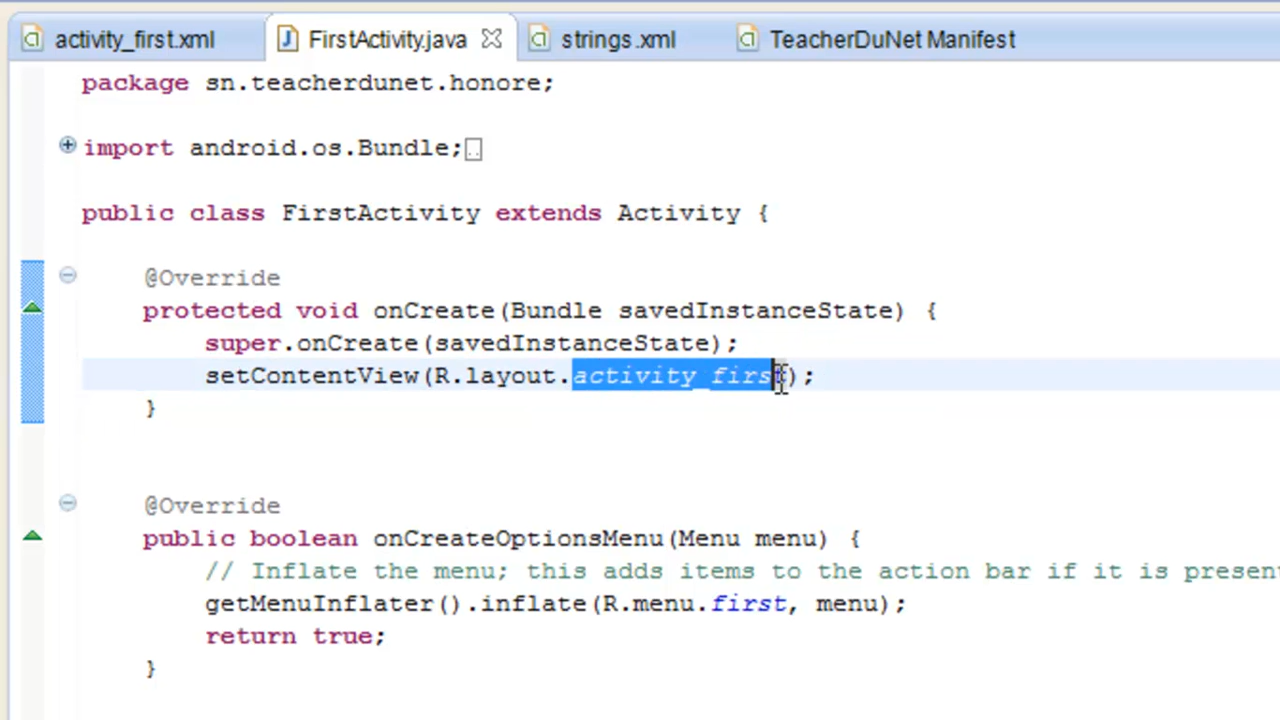 activity_first.xml FirstActivity.java strings.xml TeacherDuNet Manifest
package sn.teacherdunet.honore;
import android.os.Bundle;
public class FirstActivity extends Activity {
@Override
protected void onCreate(Bundle savedInstanceState) {
super.onCreate(savedInstanceState);
setContentView(R.layout.activity_first);
}
@Override
public boolean onCreateOptionsMenu(Menu menu) {
// Inflate the menu; this adds items to the action bar if it is presen
getMenuInflater().inflate(R.menu.first, menu);
return true;
}